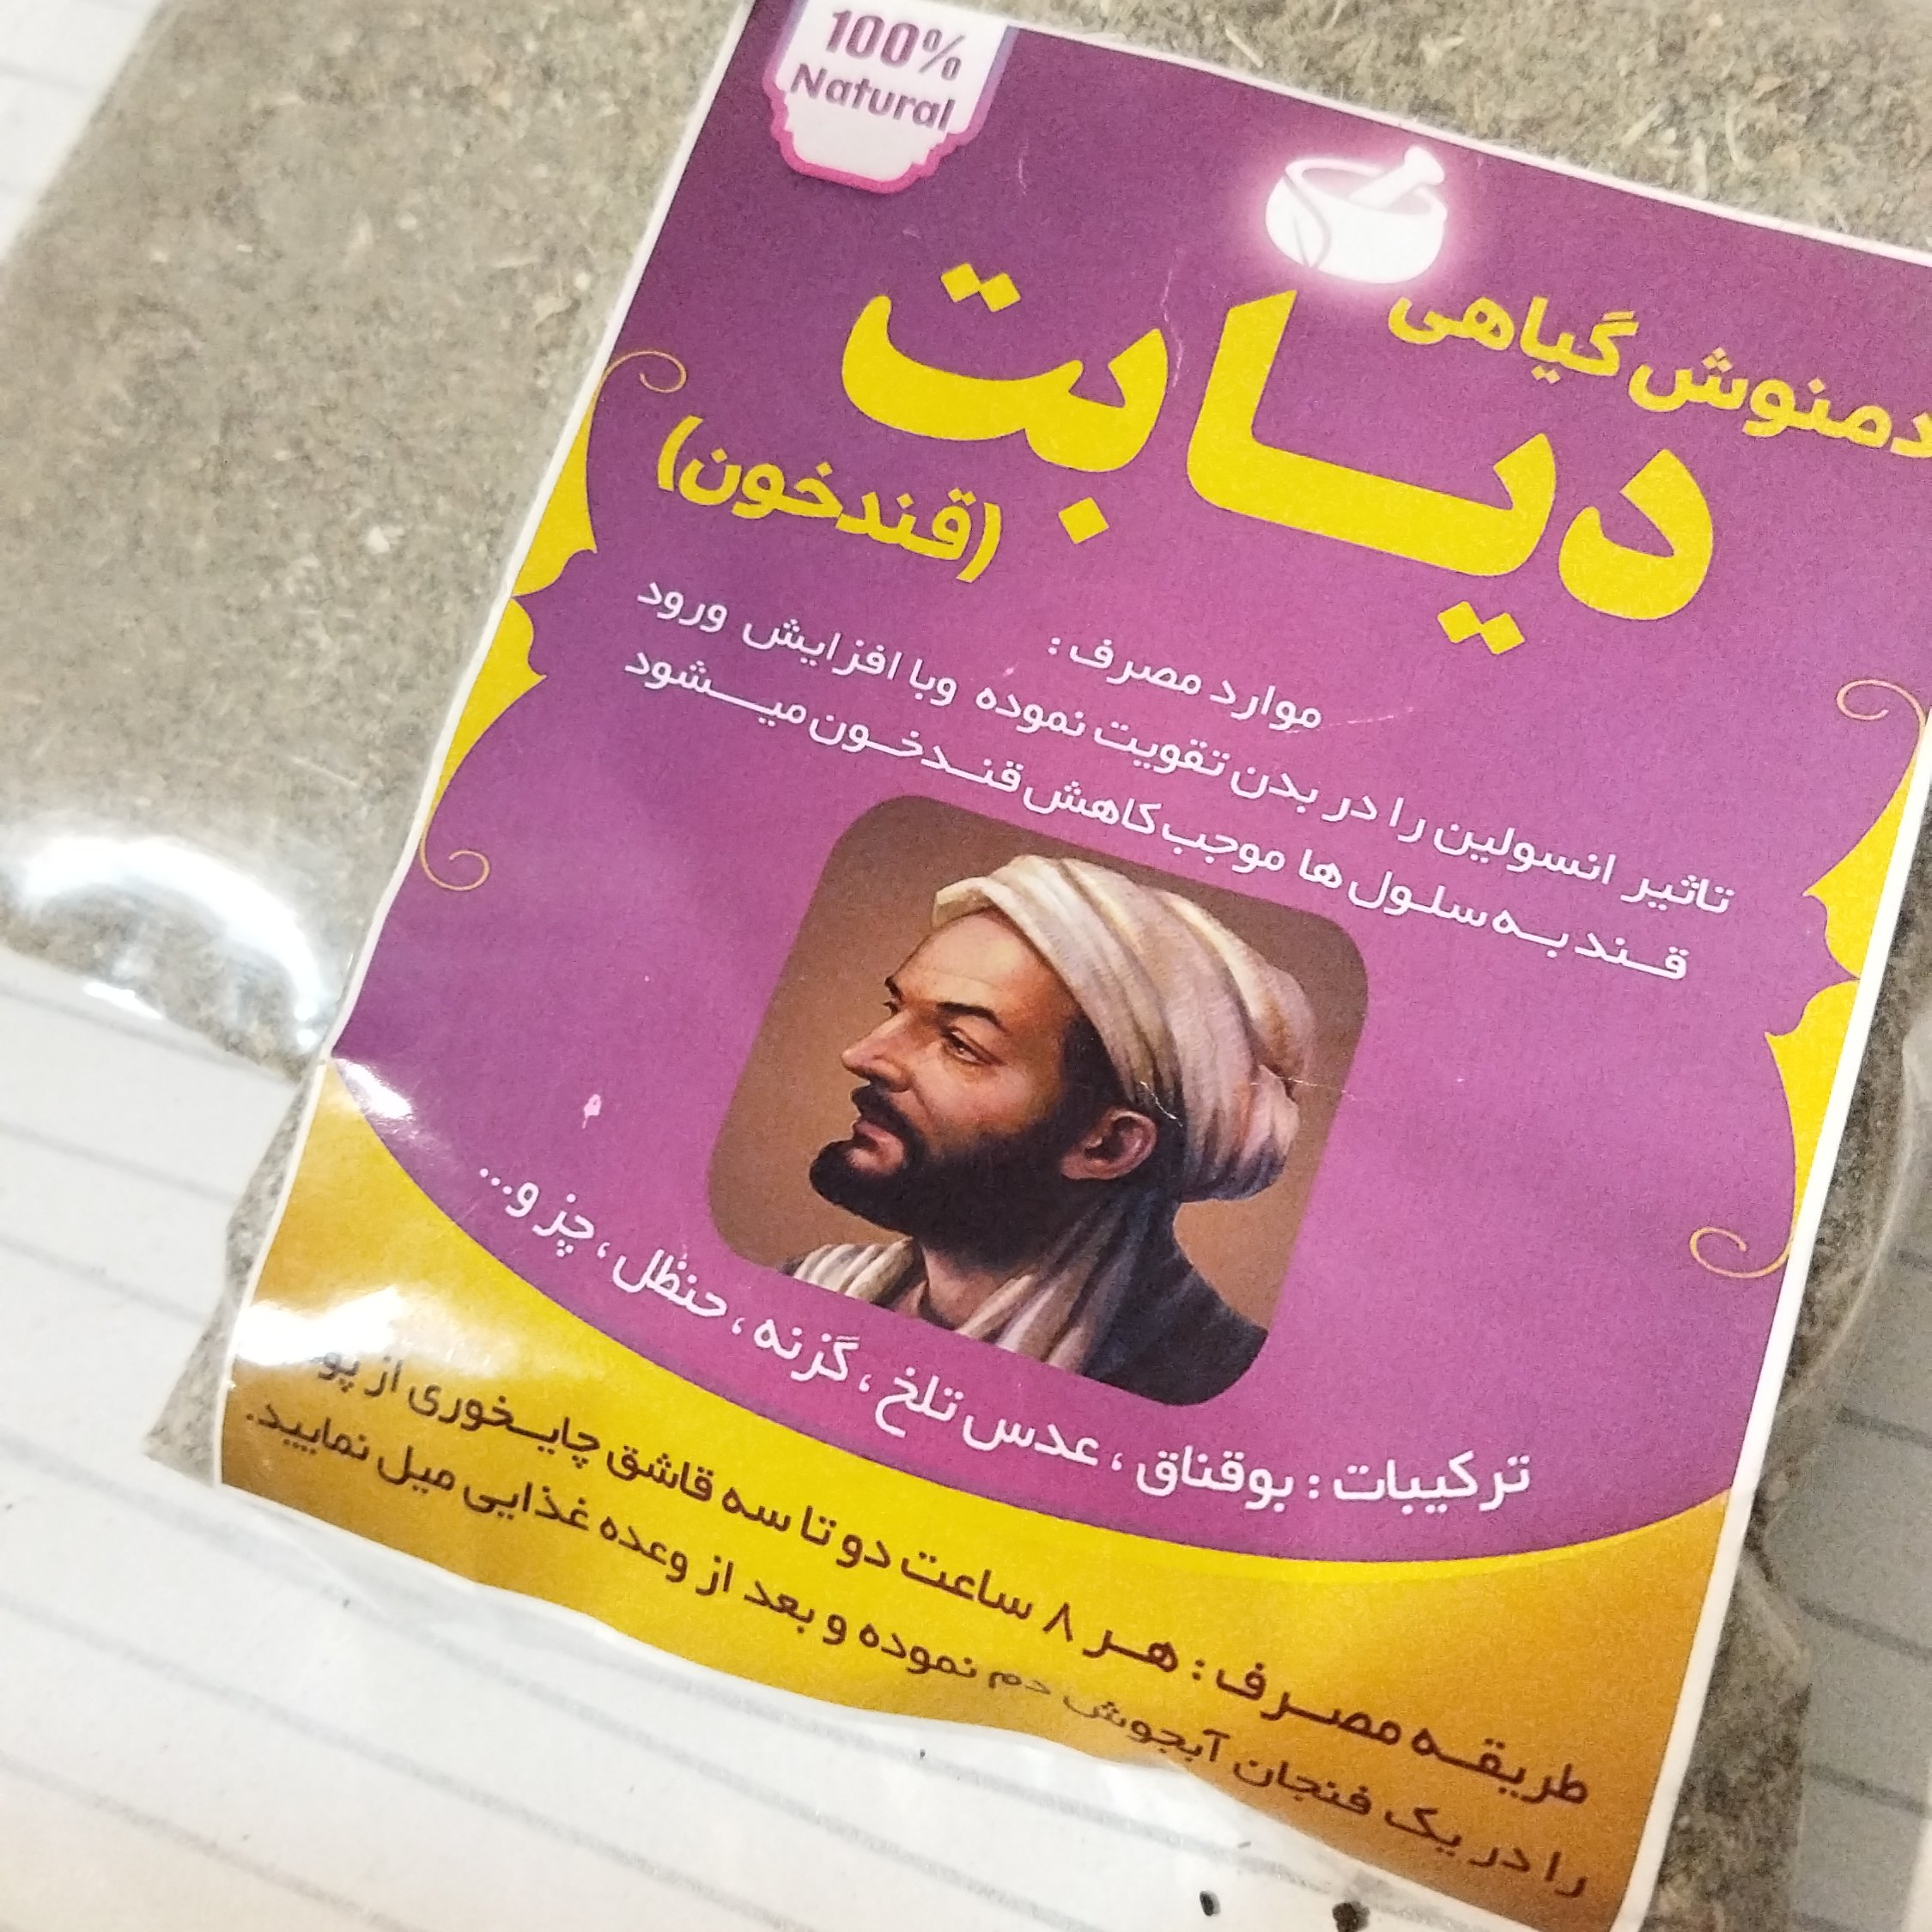 100%
Natural
دمنوش گیاهی
دیابت
(قندخون)
موارد مصرف :
تاثیر انسولین را در بدن تقویت نموده وبا افزایش ورود
قند به سلول ها موجب کاهش قندخون میشود
ترکیبات : بوقناق ، عدس تلخ ، گزنه ، حنظل ، چز و...
طریقه مصرف : هر ۸ ساعت دو تا سه قاشق چایخوری از
را در یک فنجان آبجوش دم نموده و بعد از وعده غذایی میل نمایید.